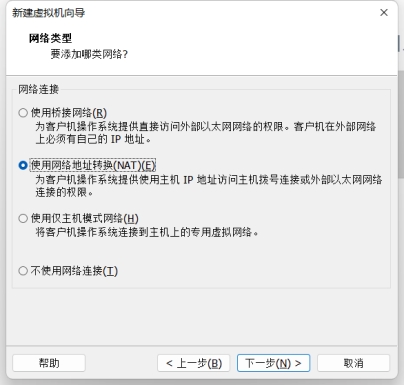 新建虚拟机向导
网络类型
要添加哪类网络?
网络连接
使用桥接网络(R)
为客户机操作系统提供直接访问外部以太网网络的权限。客户机在外部网络
上必须有自己的 IP 地址。
使用网络地址转换(NAT)(E)
为客户机操作系统提供使用主机 IP 地址访问主机拨号连接或外部以太网网络
连接的权限。
使用仅主机模式网络(H)
将客户机操作系统连接到主机上的专用虚拟网络。
不使用网络连接(T)
帮助
< 上一步(B)
下一步(N) >
取消